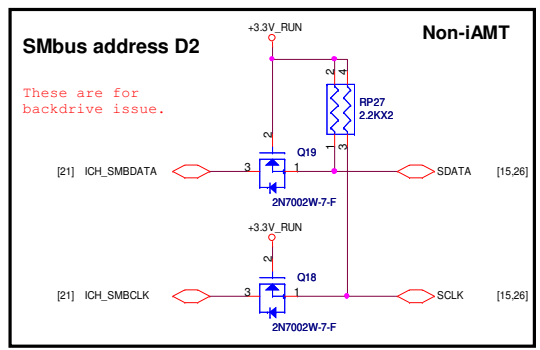 +3.3V_RUN
Non-iAMT
SMbus address D2
These are for
backdrive issue.
2
4
RP27
2.2KX2
2
1
3
Q19
[21] ICH_SMBDATA
3
1
SDATA [15,26]
2N7002W-7-F
+3.3V_RUN
2
Q18
[21] ICH_SMBCLK
3
1
SCLK [15,26]
2N7002W-7-F